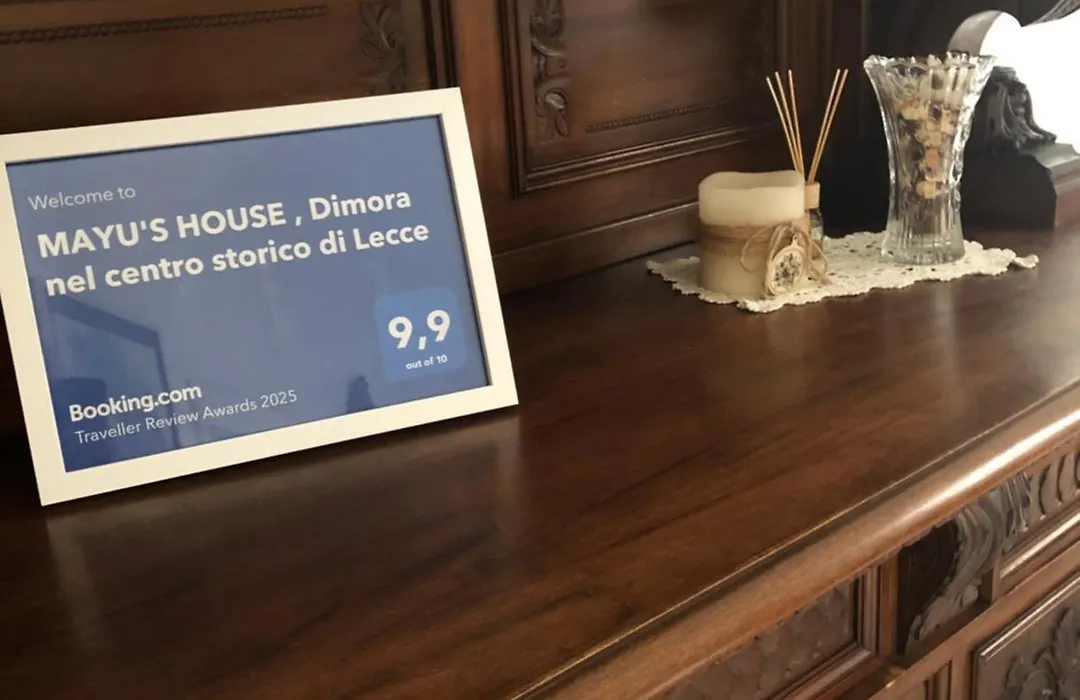 Welcome to
MAYU'S HOUSE , Dimora
nel centro storico di Lecce
9,9
out of 10
Booking.com
Traveller Review Awards 2025